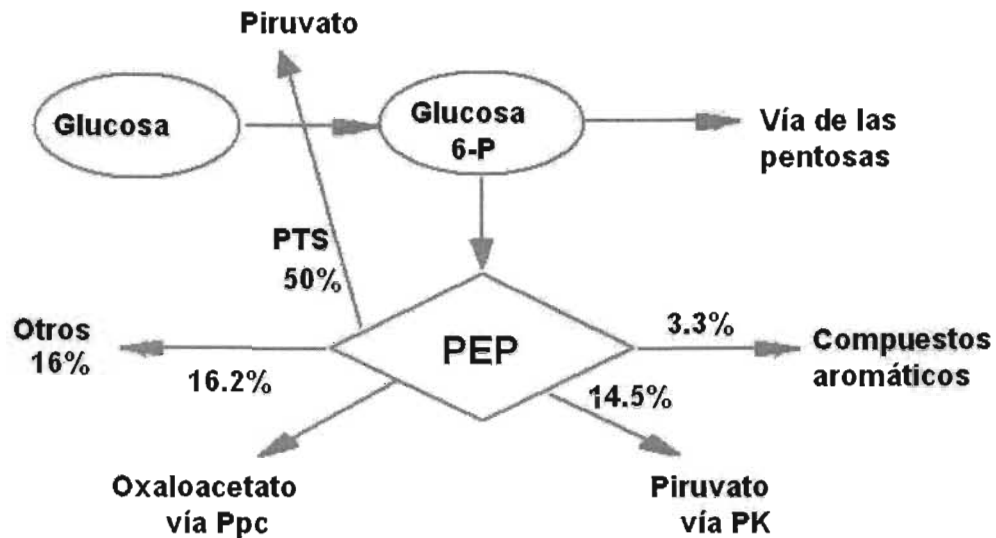 Piruvato
Glucosa
Glucosa
6-P
Vía de las
pentosas
PTS
50%
Otros
16%
16.2%
PEP
3.3%
Compuestos
aromáticos
14.5%
Oxaloacetato
vía Ppc
Piruvato
vía PK